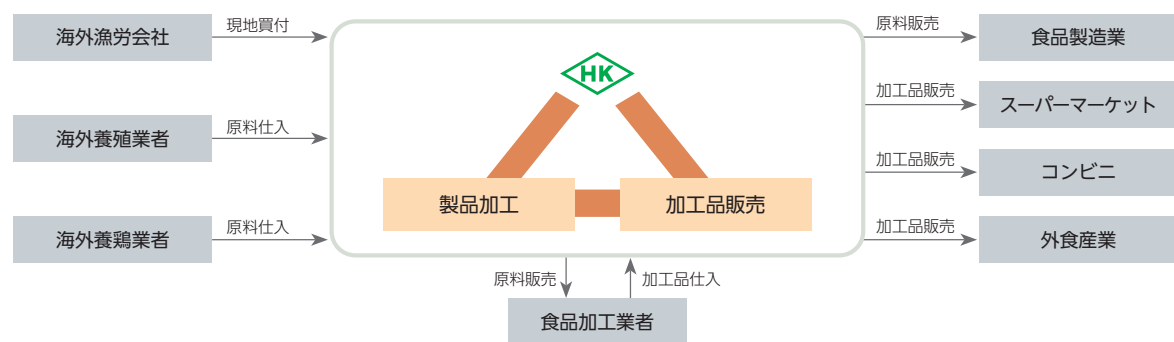 海外漁労会社
現地買付
海外養殖業者
原料仕入
海外養鶏業者
原料仕入
HK
製品加工
加工品販売
原料販売
加工品仕入
食品加工業者
原料販売
食品製造業
加工品販売
スーパーマーケット
加工品販売
コンビニ
加工品販売
外食産業